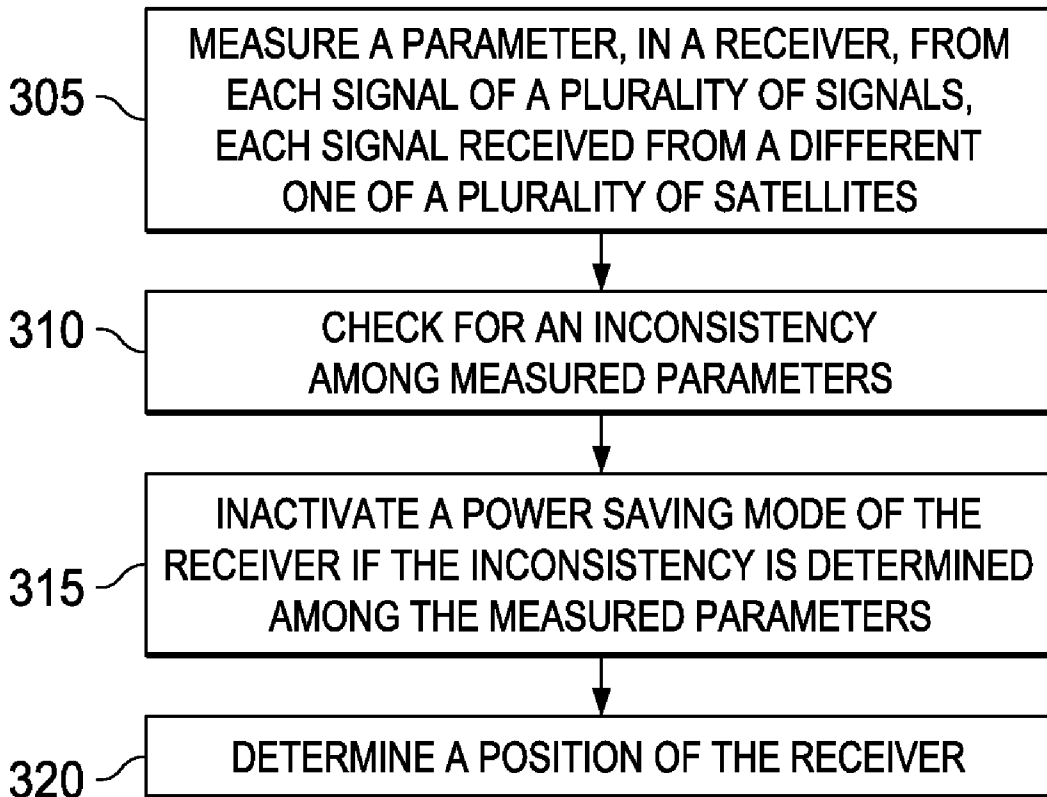 305
MEASURE A PARAMETER, IN A RECEIVER, FROM
EACH SIGNAL OF A PLURALITY OF SIGNALS,
EACH SIGNAL RECEIVED FROM A DIFFERENT
ONE OF A PLURALITY OF SATELLITES
310
CHECK FOR AN INCONSISTENCY
AMONG MEASURED PARAMETERS
315
INACTIVATE A POWER SAVING MODE OF THE
RECEIVER IF THE INCONSISTENCY IS DETERMINED
AMONG THE MEASURED PARAMETERS
320
DETERMINE A POSITION OF THE RECEIVER